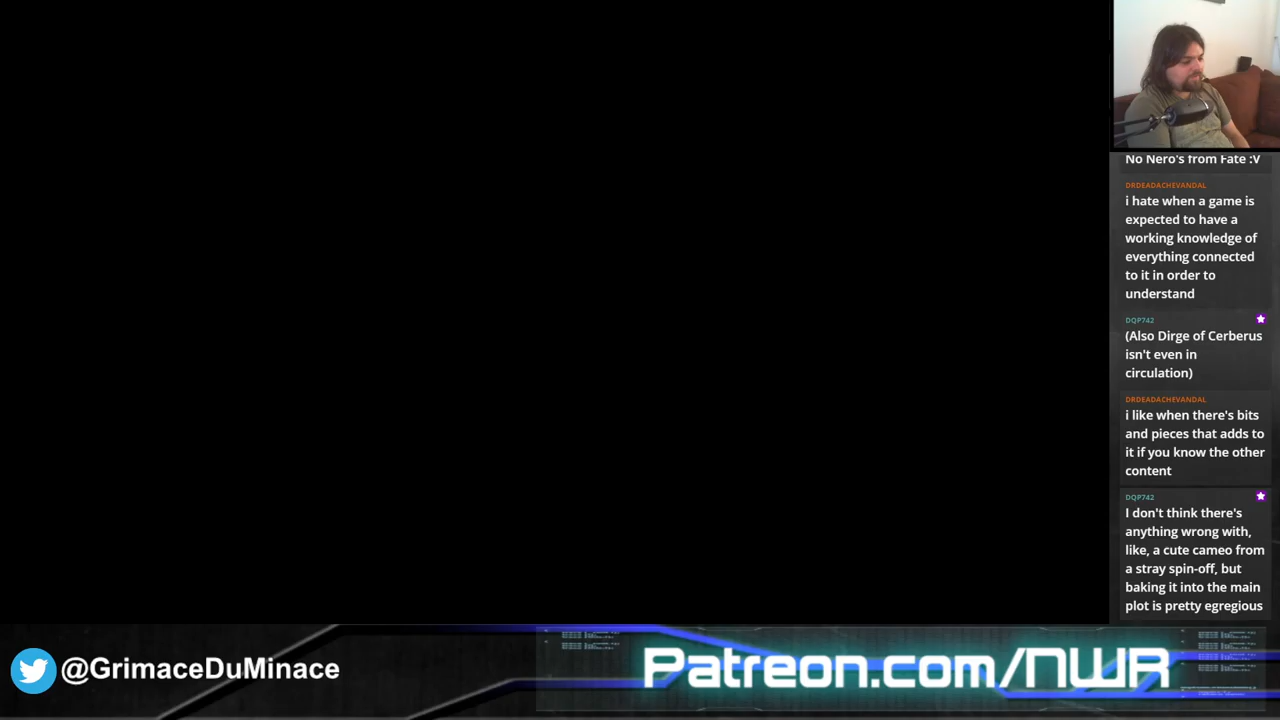 No Nero's from Fate :V
DRDEADACHEVANDAL
i hate when a game is
expected to have a
working knowledge of
everything connected
to it in order to
understand
DQP742
(Also Dirge of Cerberus
isn't even in
circulation)
DRDEADACHEVANDAL
i like when there's bits
and pieces that adds to
it if you know the other
content
DQP742
I don't think there's
anything wrong with,
like, a cute cameo from
a stray spin-off, but
baking it into the main
plot is pretty egregious
@GrimaceDuMinace
Patreon.com/NWR